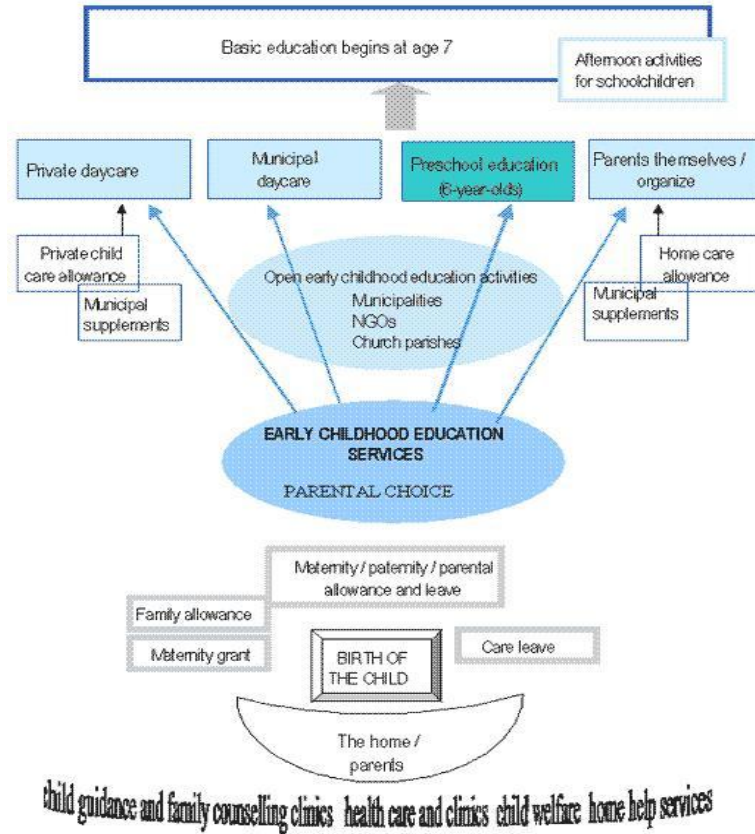 Basic education begins at age 7
Afternoon activities
for schoolchildren
Private daycare
Municipal
daycare
Preschool education
(6-year-olds)
Parents themselves /
organize
Private child
care allowance
Municipal
supplements
Open early childhood education activities
Municipalities
NGOs
Church parishes
Home care
allowance
Municipal
supplements
EARLY CHILDHOOD EDUCATION
SERVICES
PARENTAL CHOICE
Maternity / paternity / parental
allowance and leave
Family allowance
Maternity grant
BIRTH OF
THE CHILD
Care leave
The home /
parents
child guidance and family counselling clinics health care and clinics child welfare home help services